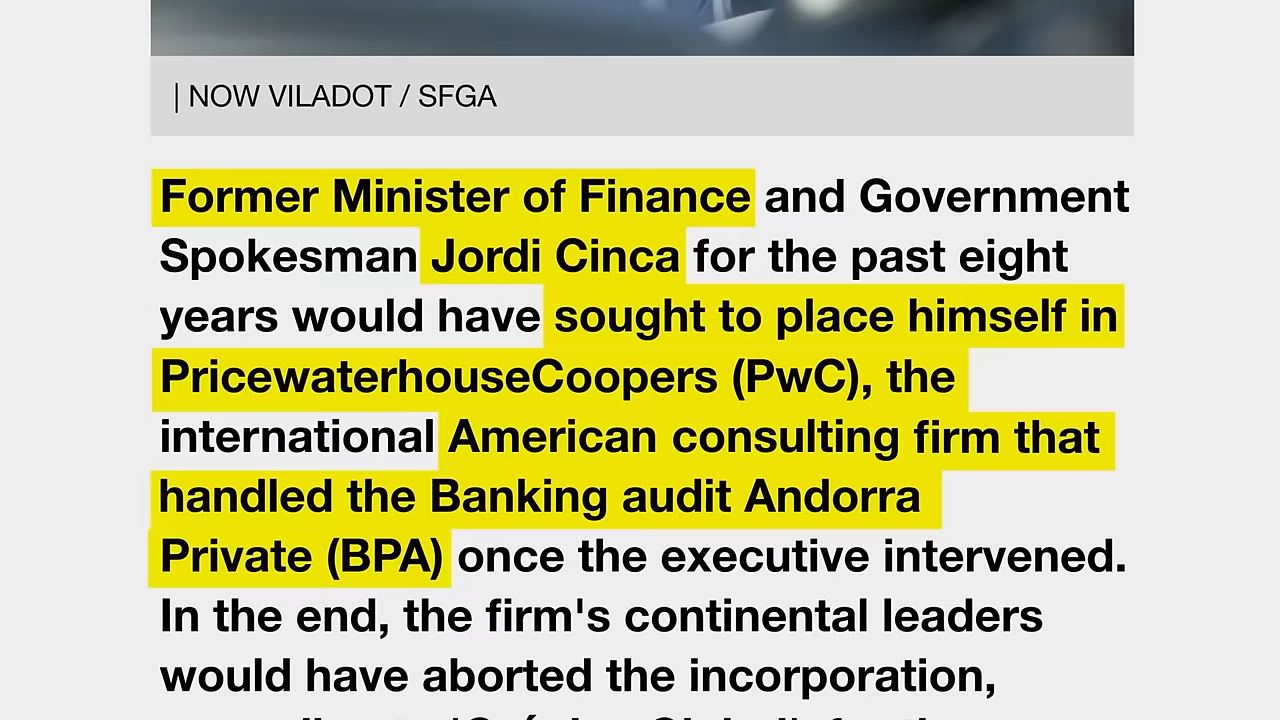 | NOW VILADOT / SFGA
Former Minister of Finance and Government
Spokesman Jordi Cinca for the past eight
years would have sought to place himself in
PricewaterhouseCoopers (PwC), the
international American consulting firm that
handled the Banking audit Andorra
Private (BPA) once the executive intervened.
In the end, the firm's continental leaders
would have aborted the incorporation,